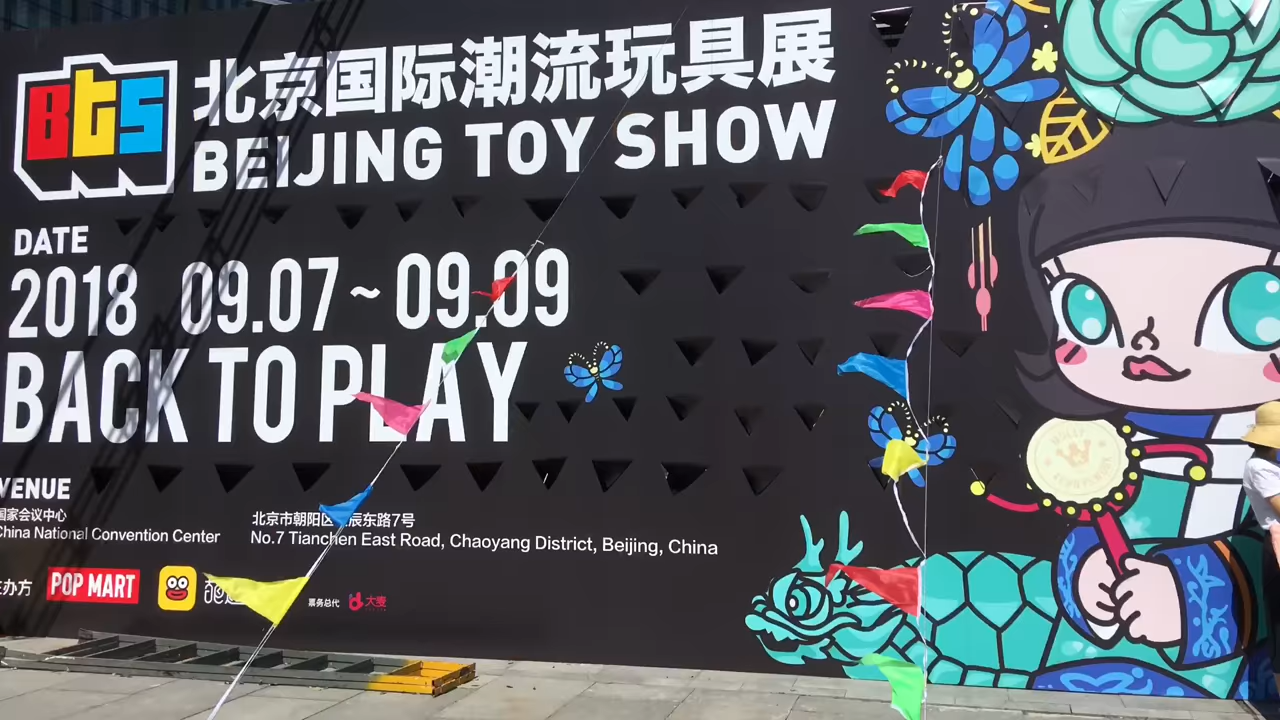 BTS
北京国际潮流玩具展
BEIJING TOY SHOW
DATE
2018 09.07~09.09
BACK TO PLAY
VENUE
国家会议中心
China National Convention Center
北京市朝阳区 辰东路7号
No.7 Tianchen East Road, Chaoyang District, Beijing, China
办方
POP MART
票务总代
大麦